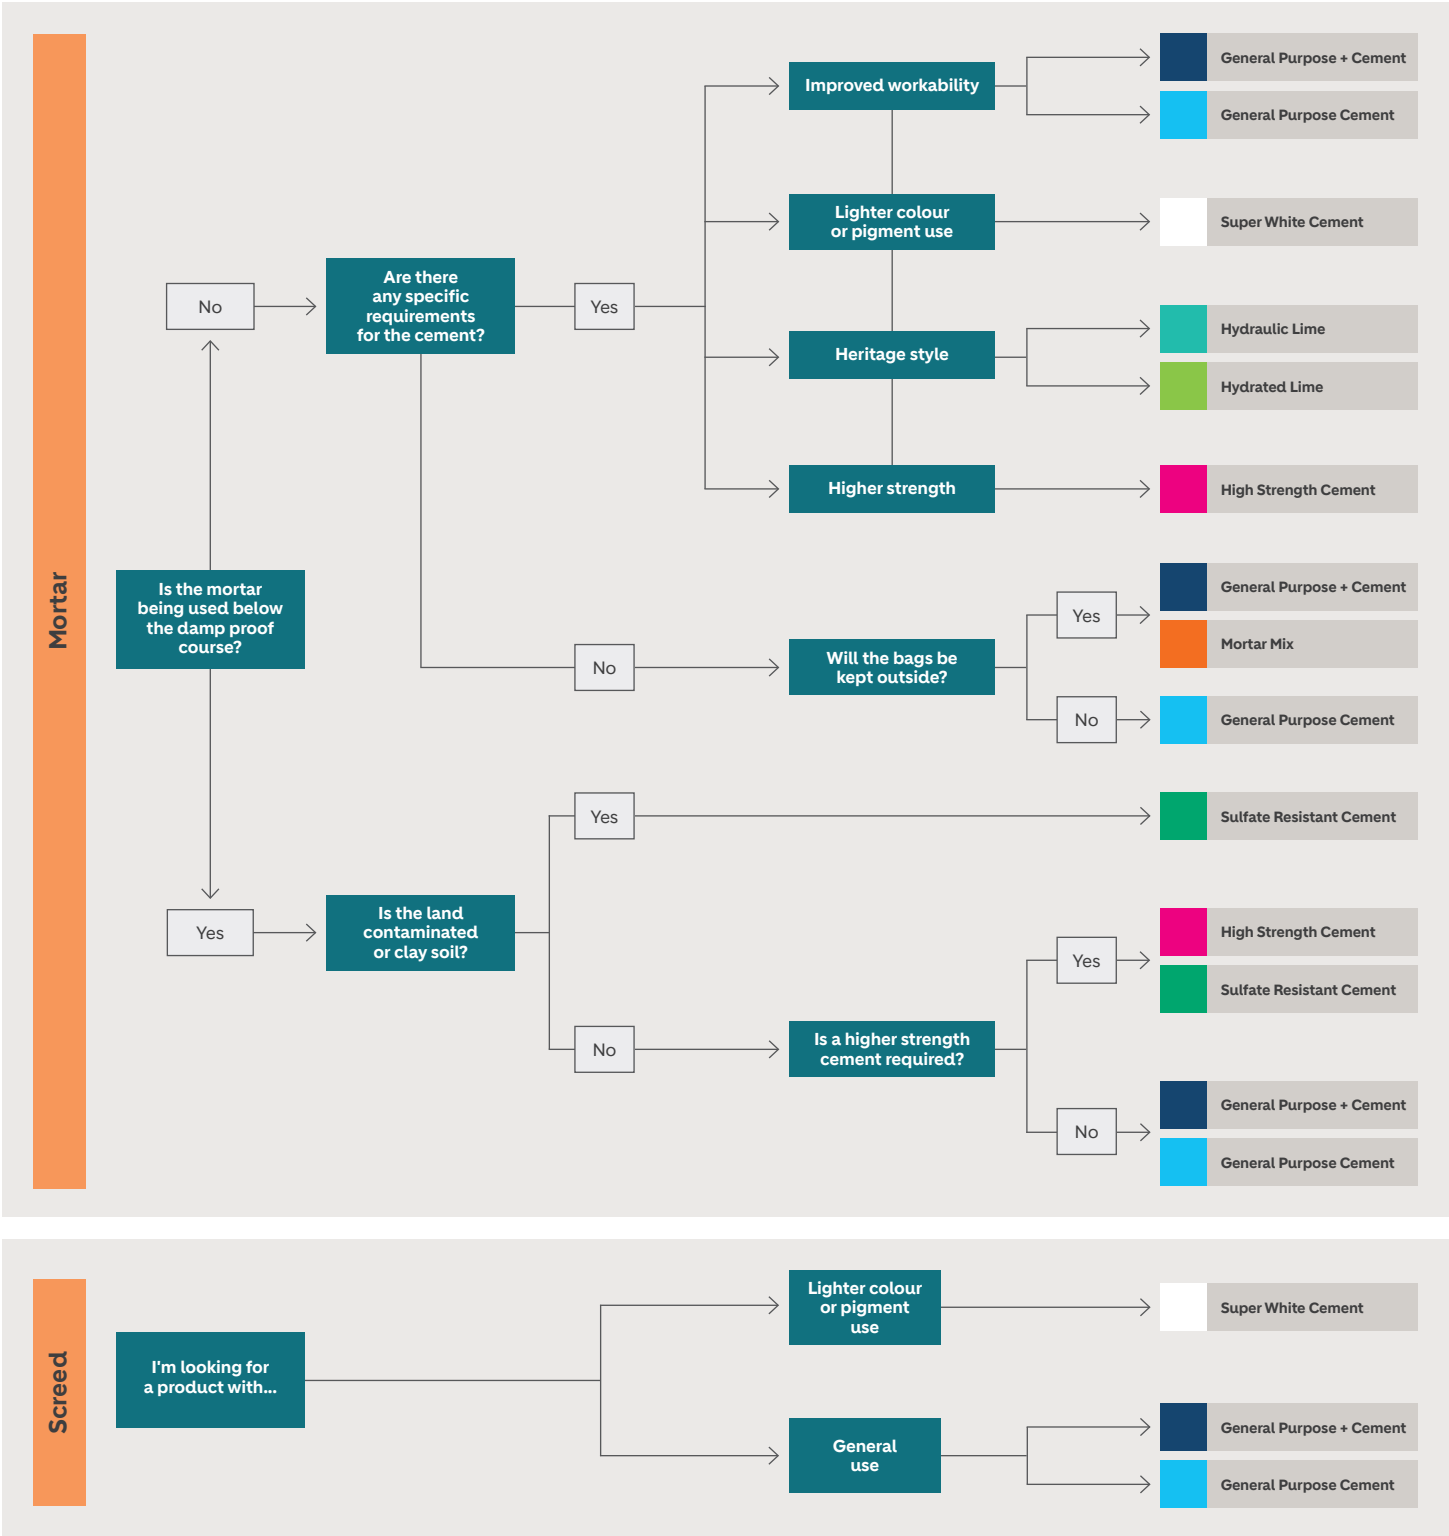 Mortar
Is the mortar
being used below
the damp proof
course?
No
Are there
any specific
requirements
for the cement?
Yes
Improved workability
General Purpose + Cement
General Purpose Cement
Lighter colour
or pigment use
Super White Cement
Heritage style
Hydraulic Lime
Hydrated Lime
Higher strength
High Strength Cement
No
Will the bags be
kept outside?
Yes
General Purpose + Cement
Mortar Mix
No
General Purpose Cement
Yes
Is the land
contaminated
or clay soil?
Yes
Sulfate Resistant Cement
No
Is a higher strength
cement required?
Yes
High Strength Cement
Sulfate Resistant Cement
No
General Purpose + Cement
General Purpose Cement
Screed
I'm looking for
a product with...
Lighter colour
or pigment
use
Super White Cement
General
use
General Purpose + Cement
General Purpose Cement